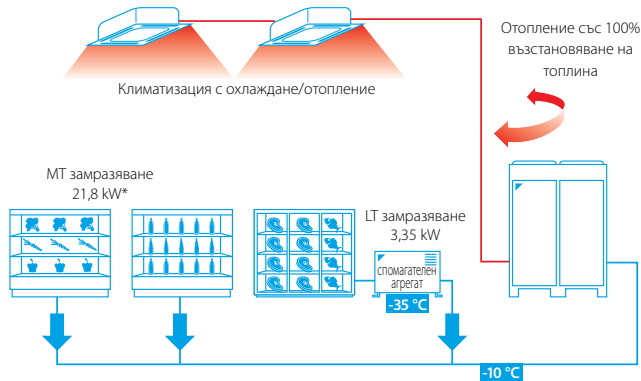 Отопление със 100%
възстановяване на
топлина
Климатизация с охлаждане/отопление
МТ замразяване
21,8 kW*
LT замразяване
3,35 kW
спомагателен
агрегат
-35 °C
-10 °C